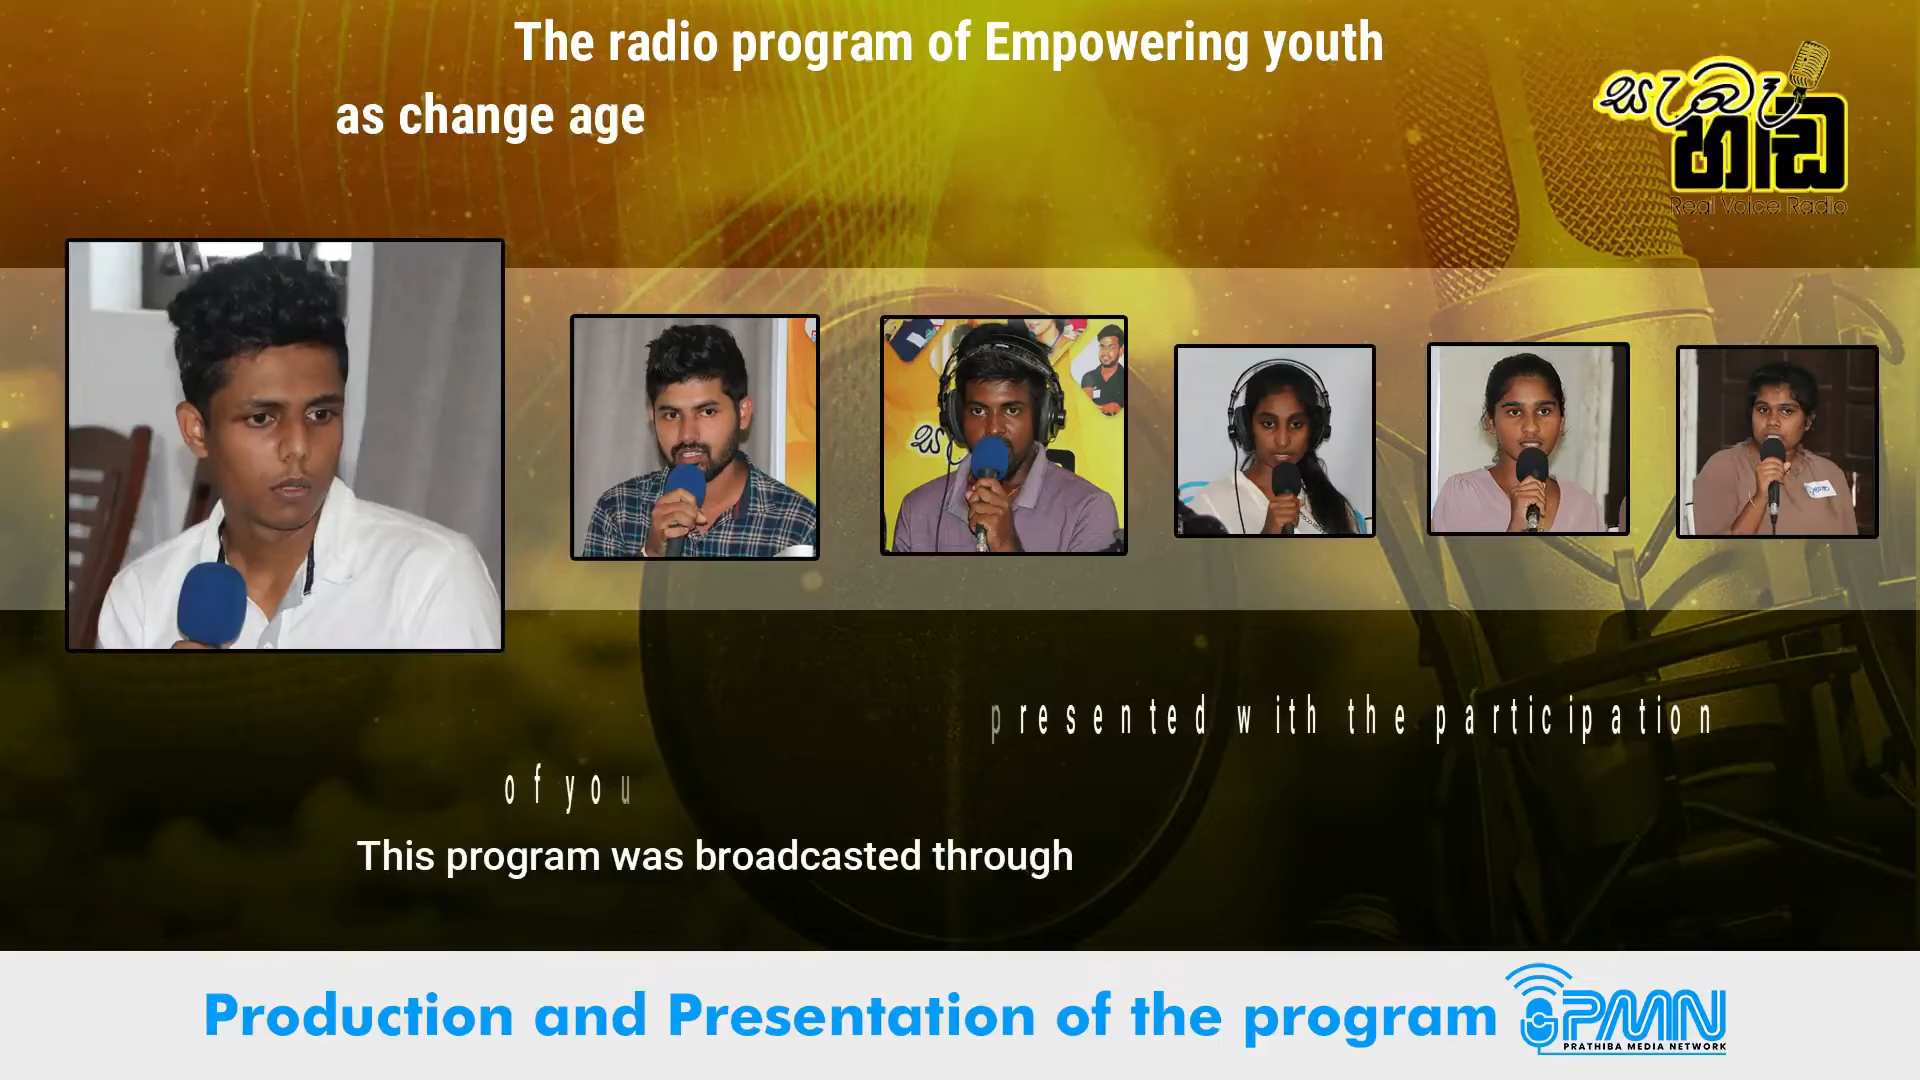 The radio program of Empowering youth
as change age
සැබෑ
හඬ
Real Voice Radio
presented with the participation
of you
This program was broadcasted through
Production and Presentation of the program
PMN
PRATHIBA MEDIA NETWORK